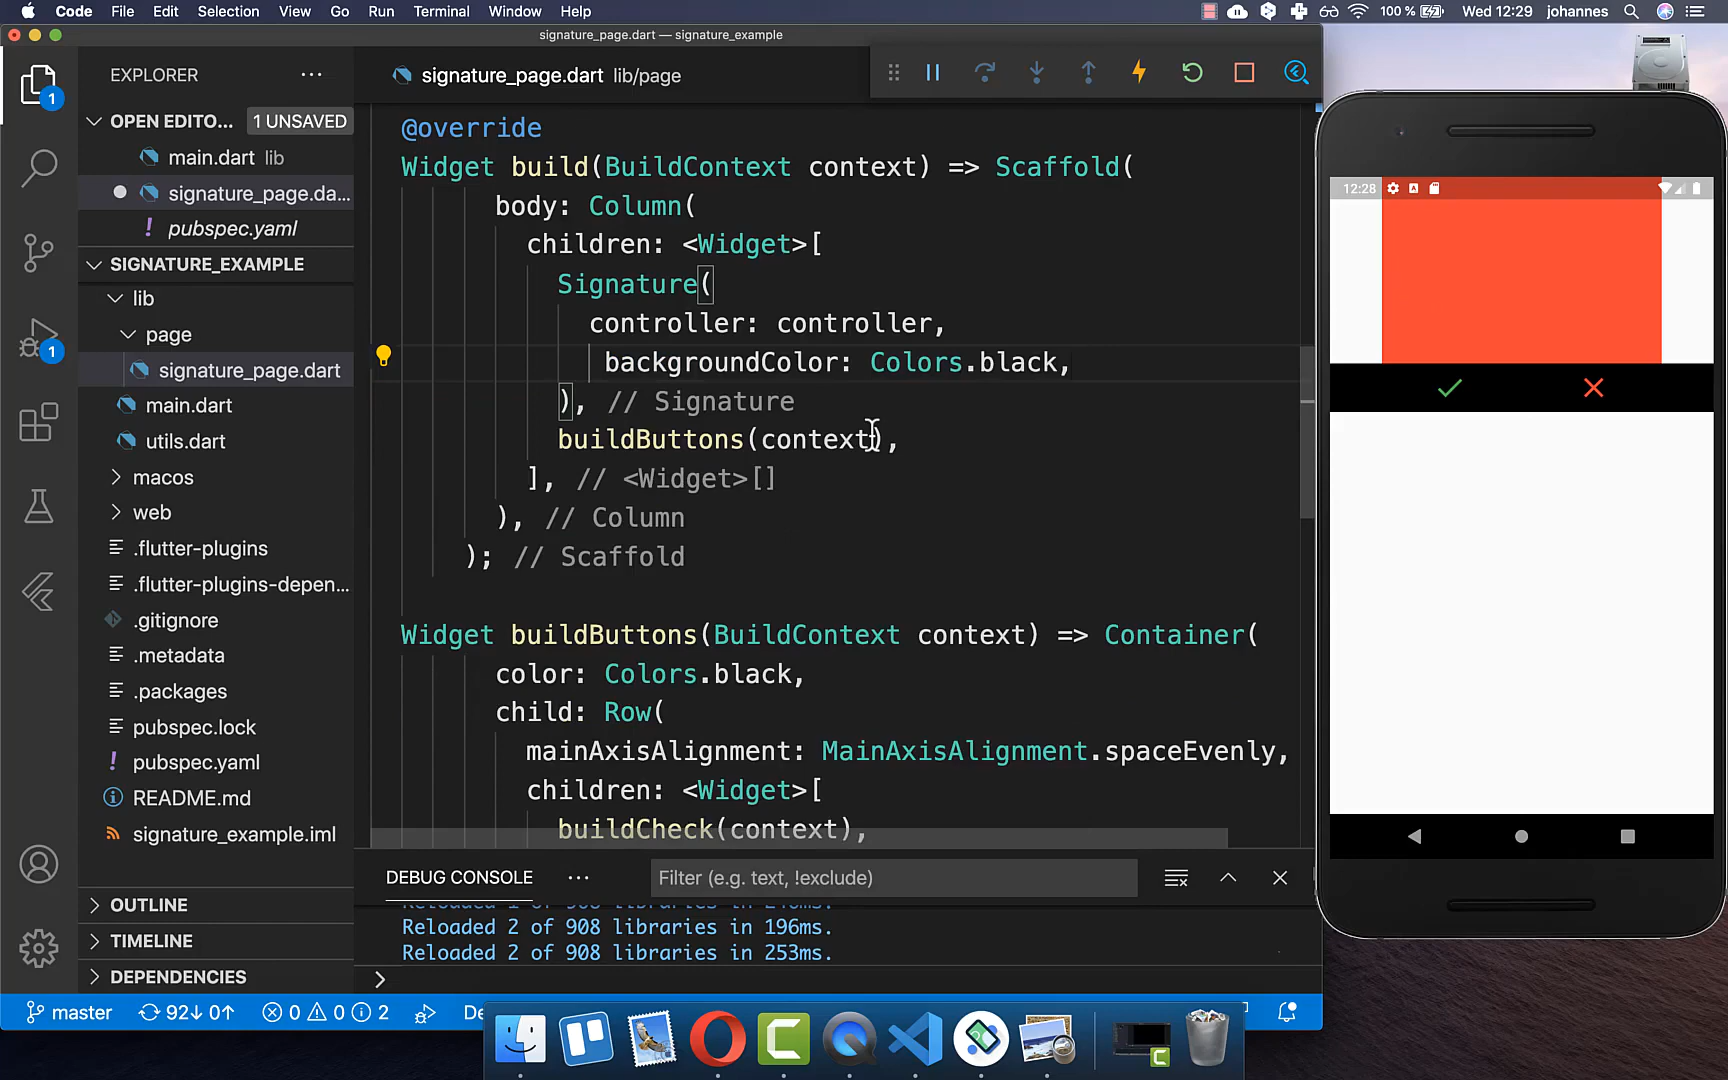 Code File Edit Selection View Go Run Terminal Window Help 100 % Wed 12:29 johannes
signature_page.dart — signature_example
EXPLORER
signature_page.dart lib/page
OPEN EDITO... 1 UNSAVED
main.dart lib
signature_page.da...
pubspec.yaml
SIGNATURE_EXAMPLE
lib
page
signature_page.dart
main.dart
utils.dart
macos
web
.flutter-plugins
.flutter-plugins-depen...
.gitignore
.metadata
.packages
pubspec.lock
pubspec.yaml
README.md
signature_example.iml
OUTLINE
TIMELINE
DEPENDENCIES
1
1
@override
Widget build(BuildContext context) => Scaffold(
body: Column(
children: <Widget>[
Signature(
controller: controller,
backgroundColor: Colors.black,
), // Signature
buildButtons(context),
], // <Widget>[]
), // Column
); // Scaffold
Widget buildButtons(BuildContext context) => Container(
color: Colors.black,
child: Row(
mainAxisAlignment: MainAxisAlignment.spaceEvenly,
children: <Widget>[
buildCheck(context),
DEBUG CONSOLE
Filter (e.g. text, !exclude)
Reloaded 2 of 908 libraries in 196ms.
Reloaded 2 of 908 libraries in 253ms.
master 92↓ 0↑ 0 0 2
12:28